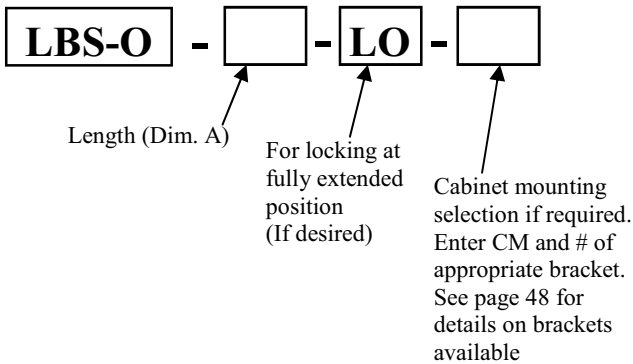 LBS-O - - LO -
Length (Dim. A)
For locking at
fully extended
position
(If desired)
Cabinet mounting
selection if required.
Enter CM and # of
appropriate bracket.
See page 48 for
details on brackets
available